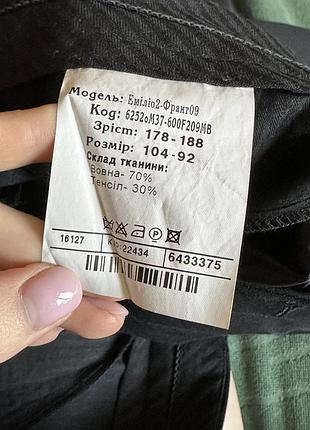 Модель: Еміліо2-Франт09
Код: 6252оМ37-600F209МВ
Зріст: 178-188
Розмір: 104-92
Склад тканини:
Вовна- 70%
Тенсіл- 30%
16127 22434 6433375